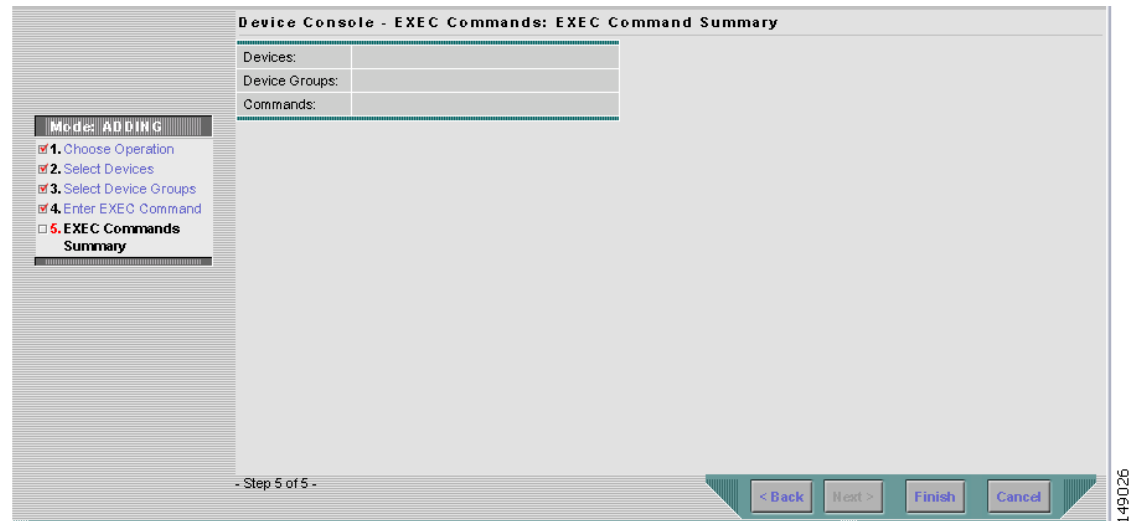 Device Console - EXEC Commands: EXEC Command Summary
Devices:
Device Groups:
Commands:
Mode: ADDING
1. Choose Operation
2. Select Devices
3. Select Device Groups
4. Enter EXEC Command
5. EXEC Commands
Summary
- Step 5 of 5 -
< Back
Next >
Finish
Cancel
149026